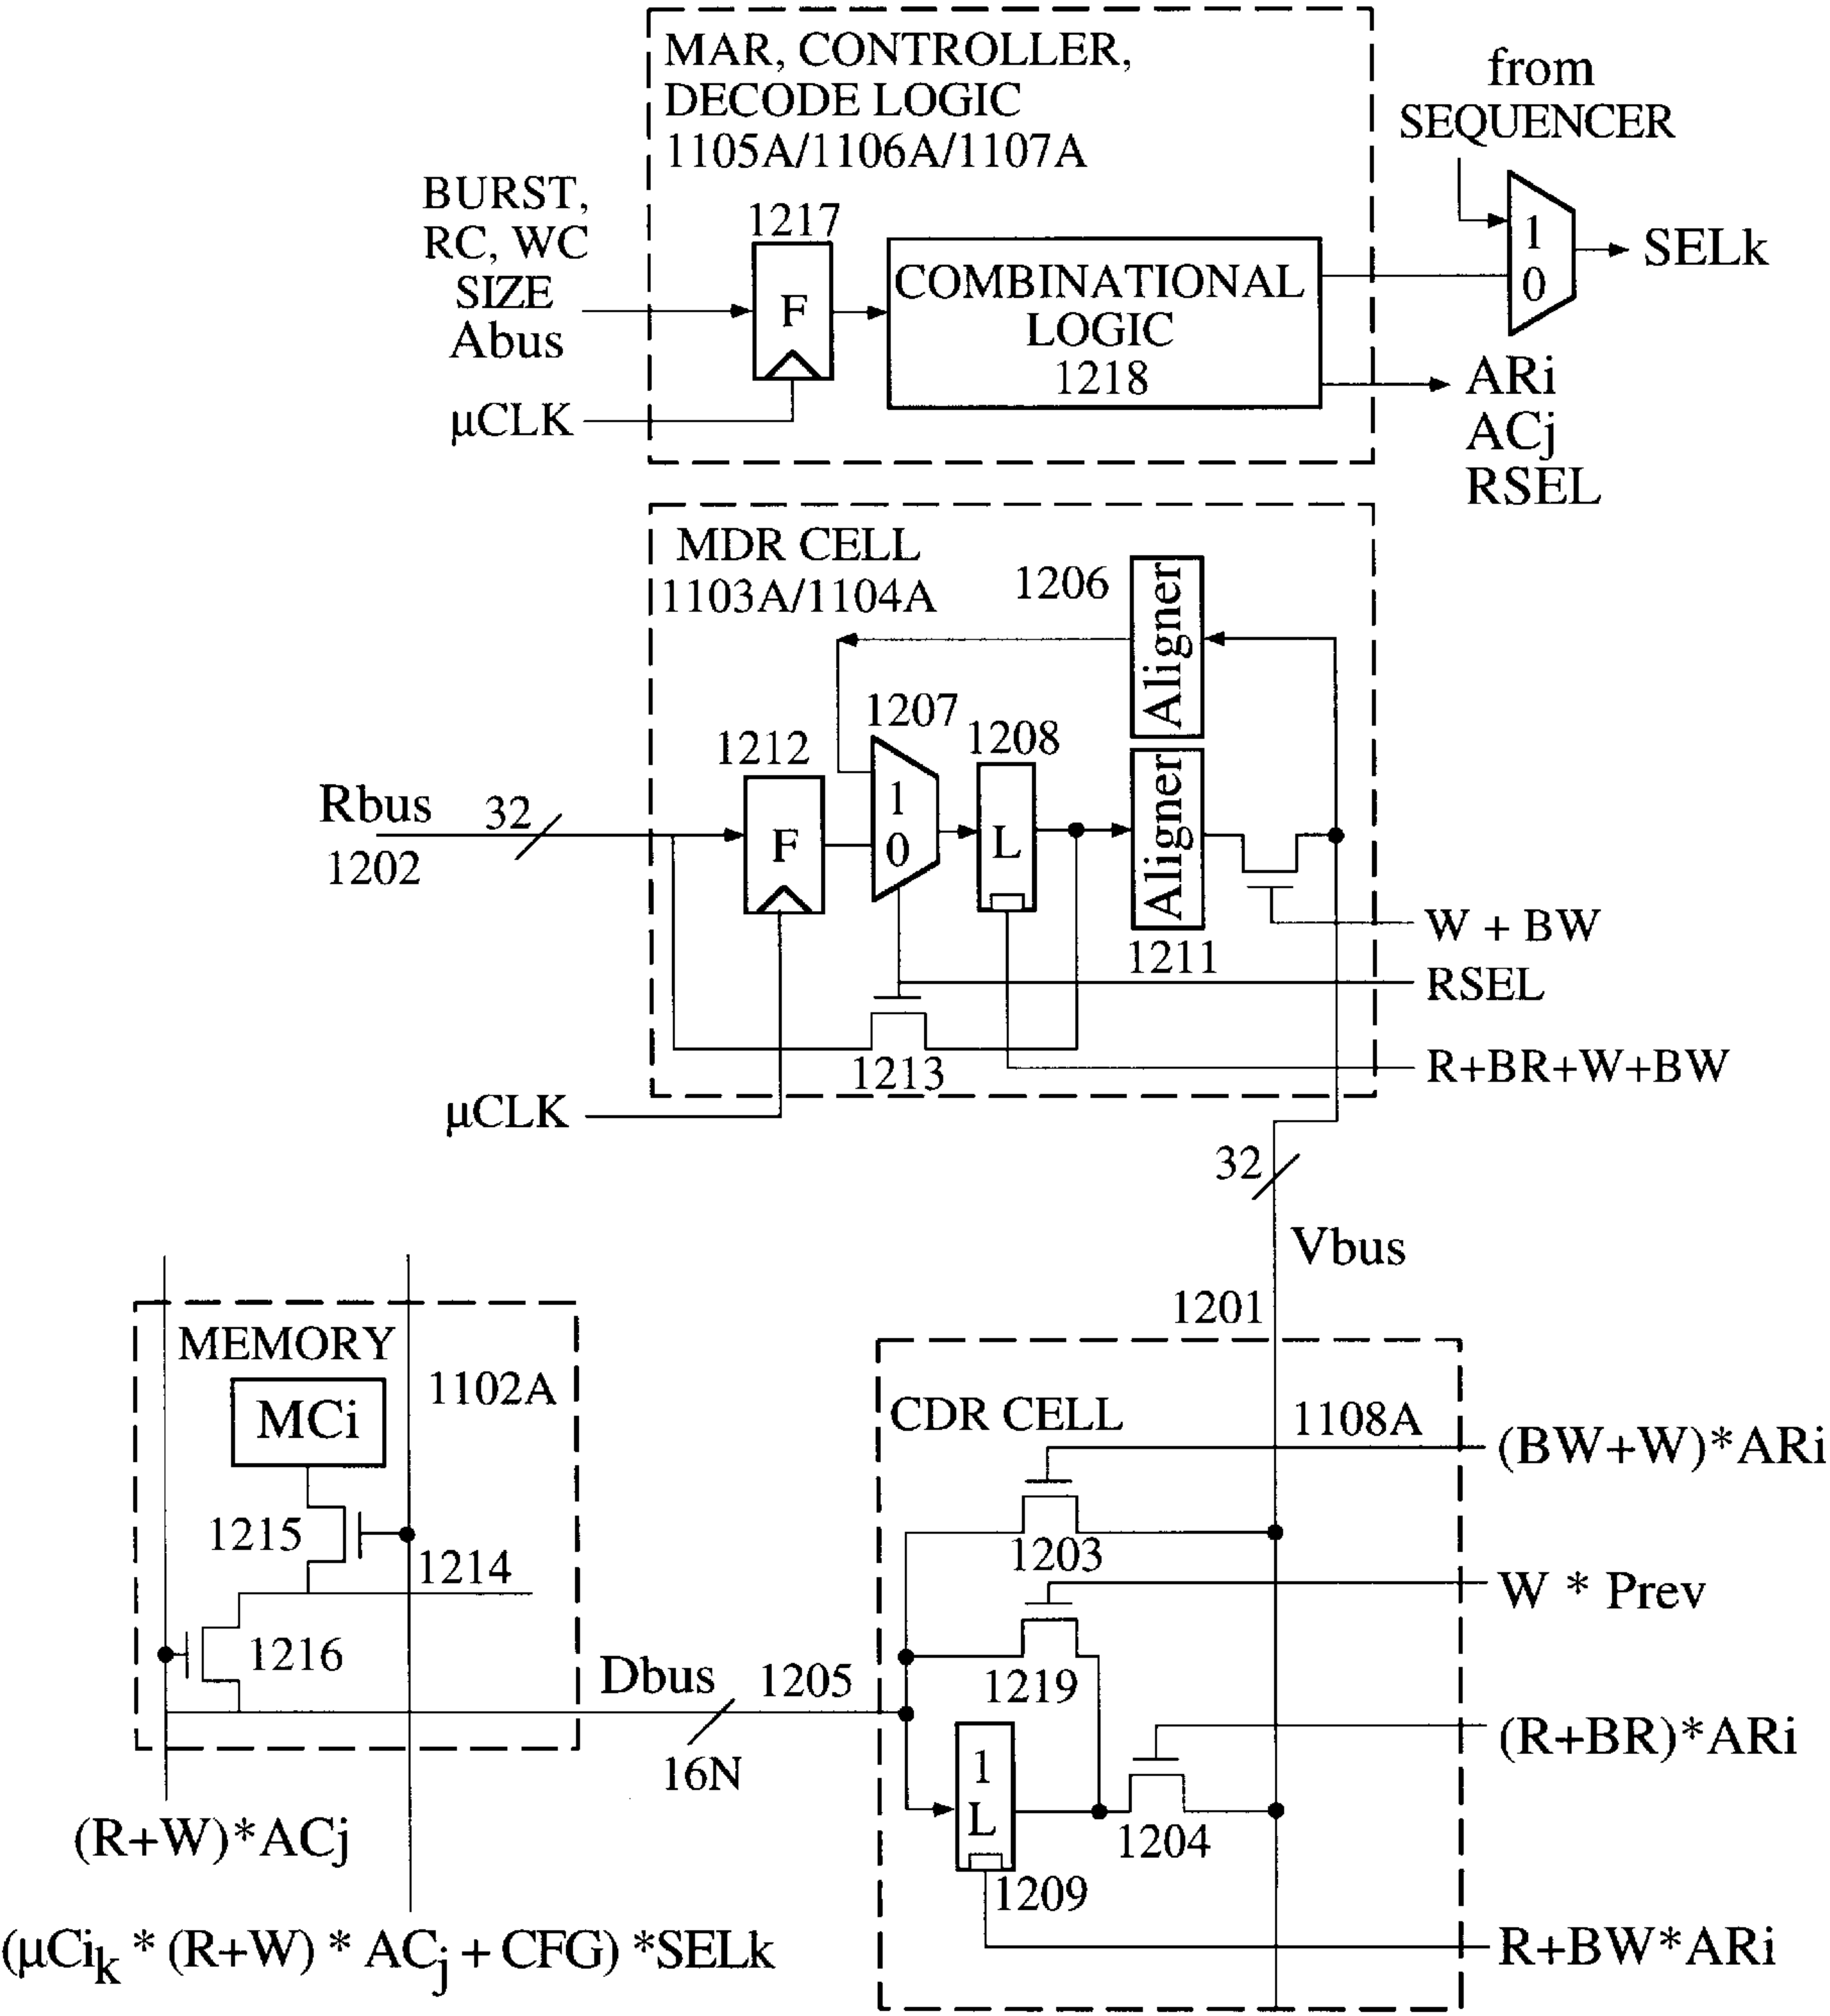 MAR, CONTROLLER,
DECODE LOGIC
1105A/1106A/1107A
from
SEQUENCER
BURST,
RC, WC
SIZE
Abus
1217
F
COMBINATIONAL
LOGIC
1218
1
0
SELk
µCLK
ARi
ACj
RSEL
MDR CELL
1103A/1104A
1206
Aligner
1207
1208
1212
Rbus
32
1202
F
1
0
L
Aligner
1211
W + BW
RSEL
1213
R+BR+W+BW
µCLK
32
Vbus
1201
MEMORY
1102A
MCi
1215
1214
1216
Dbus
1205
16N
(R+W)*ACj
(µCik * (R+W) * ACj + CFG) *SELk
CDR CELL
1108A
(BW+W)*ARi
1203
W * Prev
1219
(R+BR)*ARi
1
L
1204
1209
R+BW*ARi